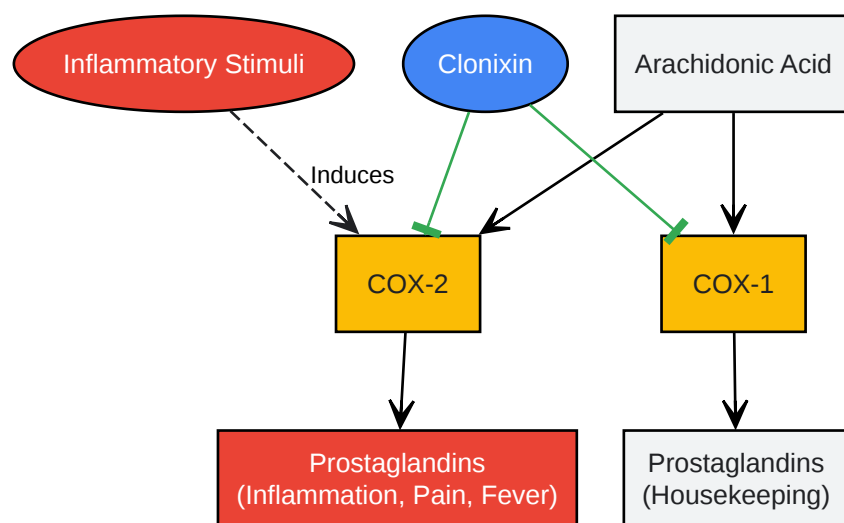 Inflammatory Stimuli
Clonixin
Arachidonic Acid
Induces
COX-2
COX-1
Prostaglandins
(Inflammation, Pain, Fever)
Prostaglandins
(Housekeeping)